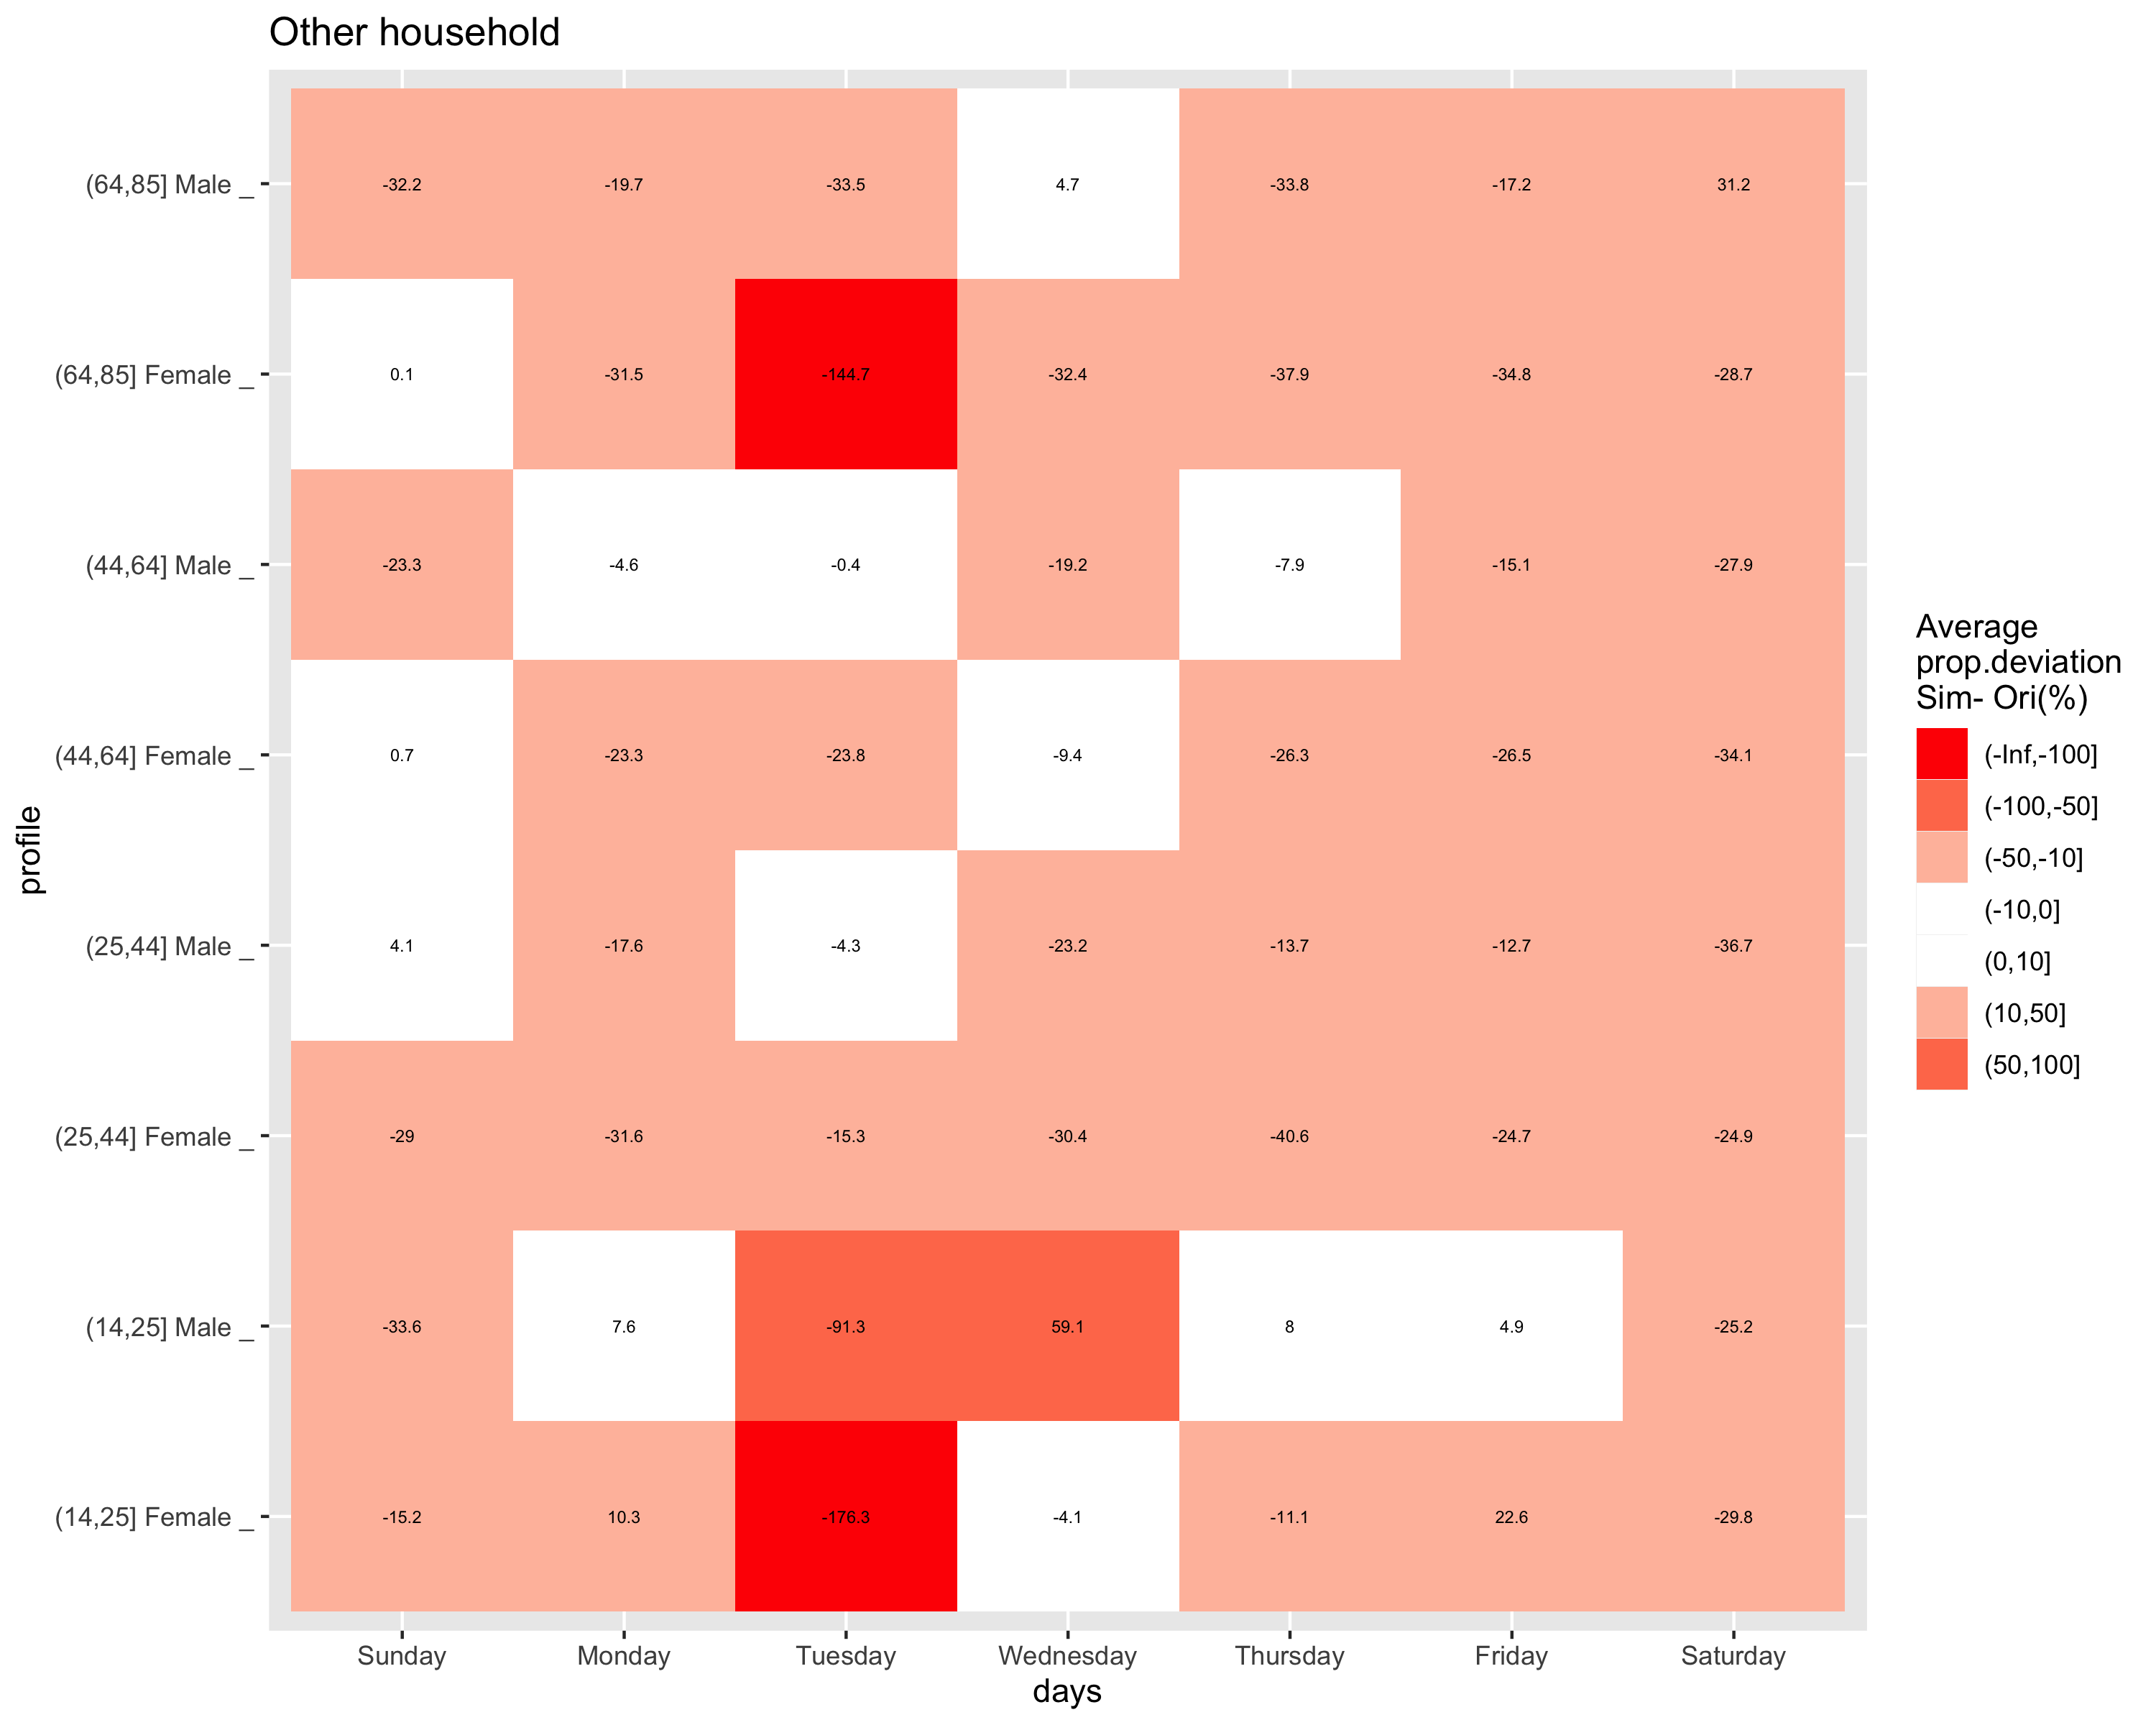 Other household
(64,85] Male _ -32.2 -19.7 -33.5 4.7 -33.8 -17.2 31.2
(64,85] Female _ 0.1 -31.5 -144.7 -32.4 -37.9 -34.8 -28.7
(44,64] Male _ -23.3 -4.6 -0.4 -19.2 -7.9 -15.1 -27.9
(44,64] Female _ 0.7 -23.3 -23.8 -9.4 -26.3 -26.5 -34.1
(25,44] Male _ 4.1 -17.6 -4.3 -23.2 -13.7 -12.7 -36.7
(25,44] Female _ -29 -31.6 -15.3 -30.4 -40.6 -24.7 -24.9
(14,25] Male _ -33.6 7.6 -91.3 59.1 8 4.9 -25.2
(14,25] Female _ -15.2 10.3 -176.3 -4.1 -11.1 22.6 -29.8
Sunday Monday Tuesday Wednesday Thursday Friday Saturday
days
profile
Average
prop.deviation
Sim- Ori(%)
(-Inf,-100]
(-100,-50]
(-50,-10]
(-10,0]
(0,10]
(10,50]
(50,100]